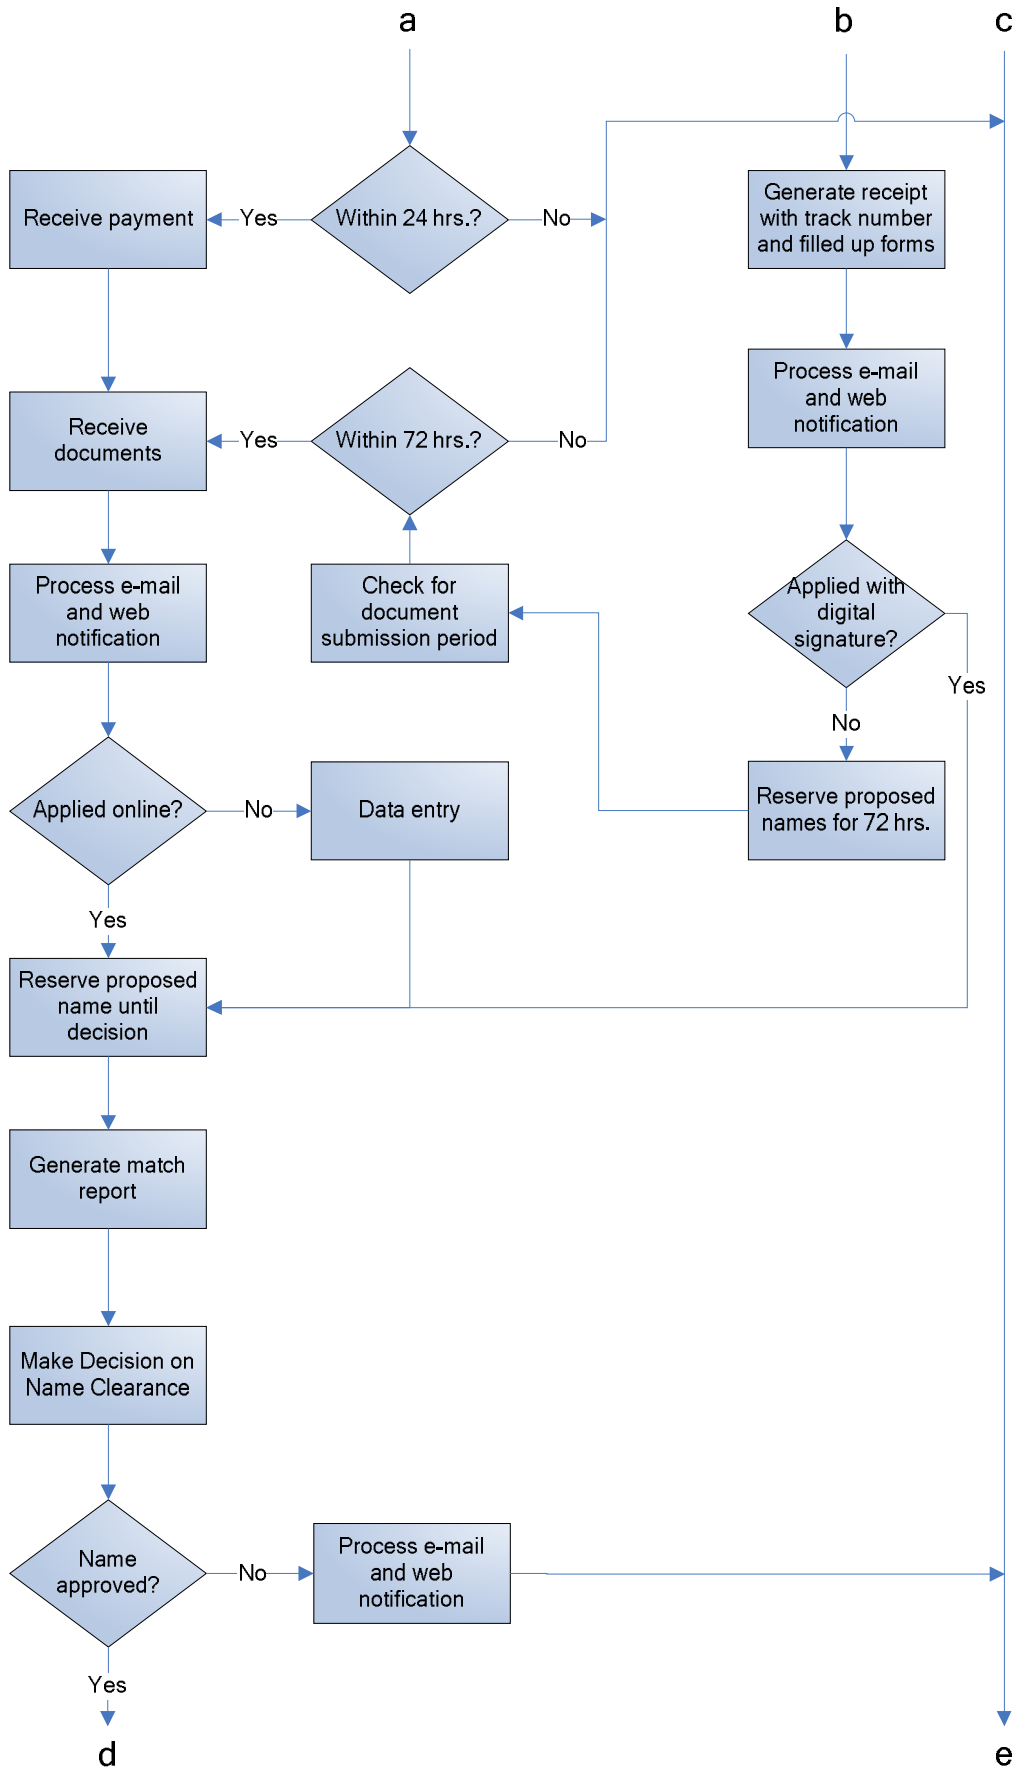 a
b
c
Receive payment
Yes
Within 24 hrs.?
No
Generate receipt
with track number
and filled up forms
Receive
documents
Yes
Within 72 hrs.?
No
Process e-mail
and web
notification
Process e-mail
and web
notification
Check for
document
submission period
Applied with
digital
signature?
Yes
No
Applied online?
No
Data entry
Reserve proposed
names for 72 hrs.
Yes
Reserve proposed
name until
decision
Generate match
report
Make Decision on
Name Clearance
Name
approved?
No
Process e-mail
and web
notification
Yes
d
e